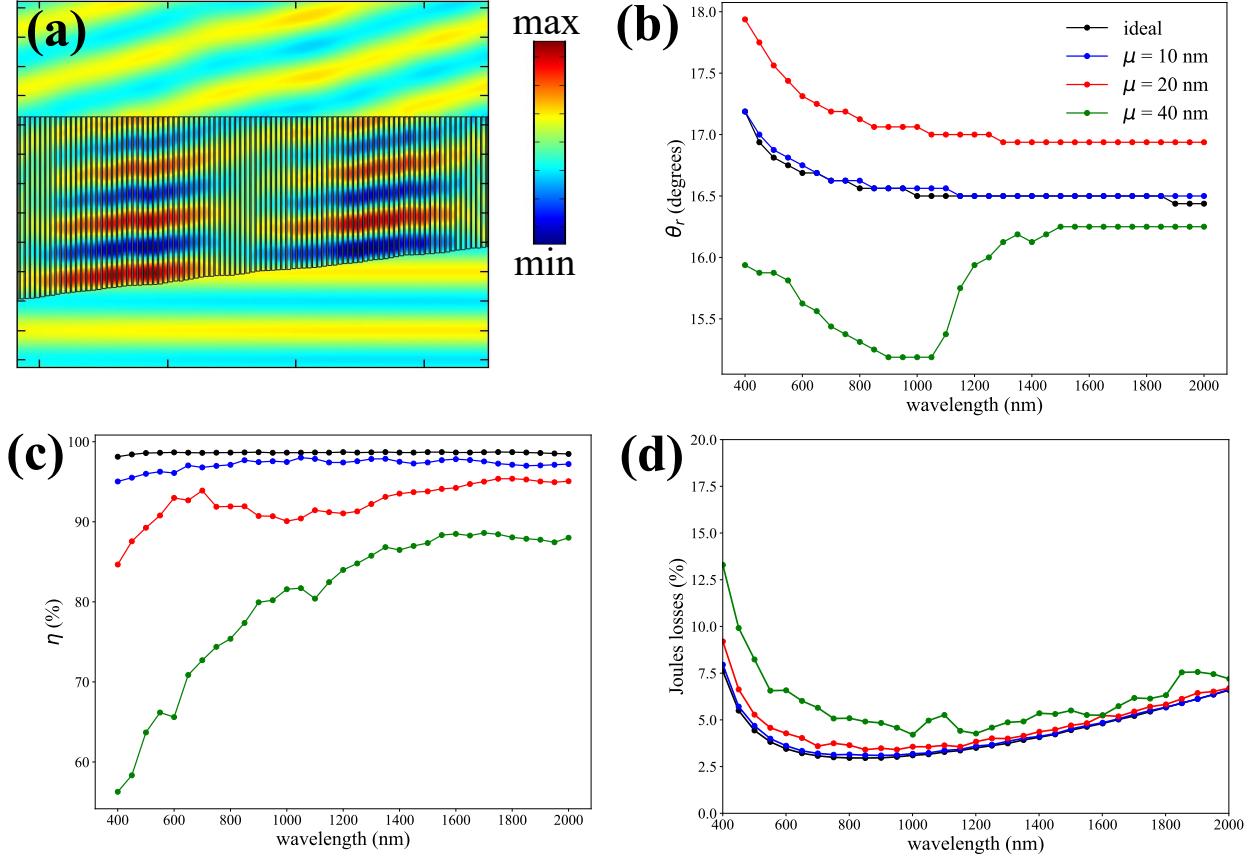 (a)
max
min
(b)
18.0
17.5
17.0
16.5
16.0
15.5
θr (degrees)
400 600 800 1000 1200 1400 1600 1800 2000
wavelength (nm)
ideal
μ = 10 nm
μ = 20 nm
μ = 40 nm
(c)
100
90
80
70
60
η (%)
400 600 800 1000 1200 1400 1600 1800 2000
wavelength (nm)
(d)
20.0
17.5
15.0
12.5
10.0
7.5
5.0
2.5
0.0
Joules losses (%)
400 600 800 1000 1200 1400 1600 1800 2000
wavelength (nm)